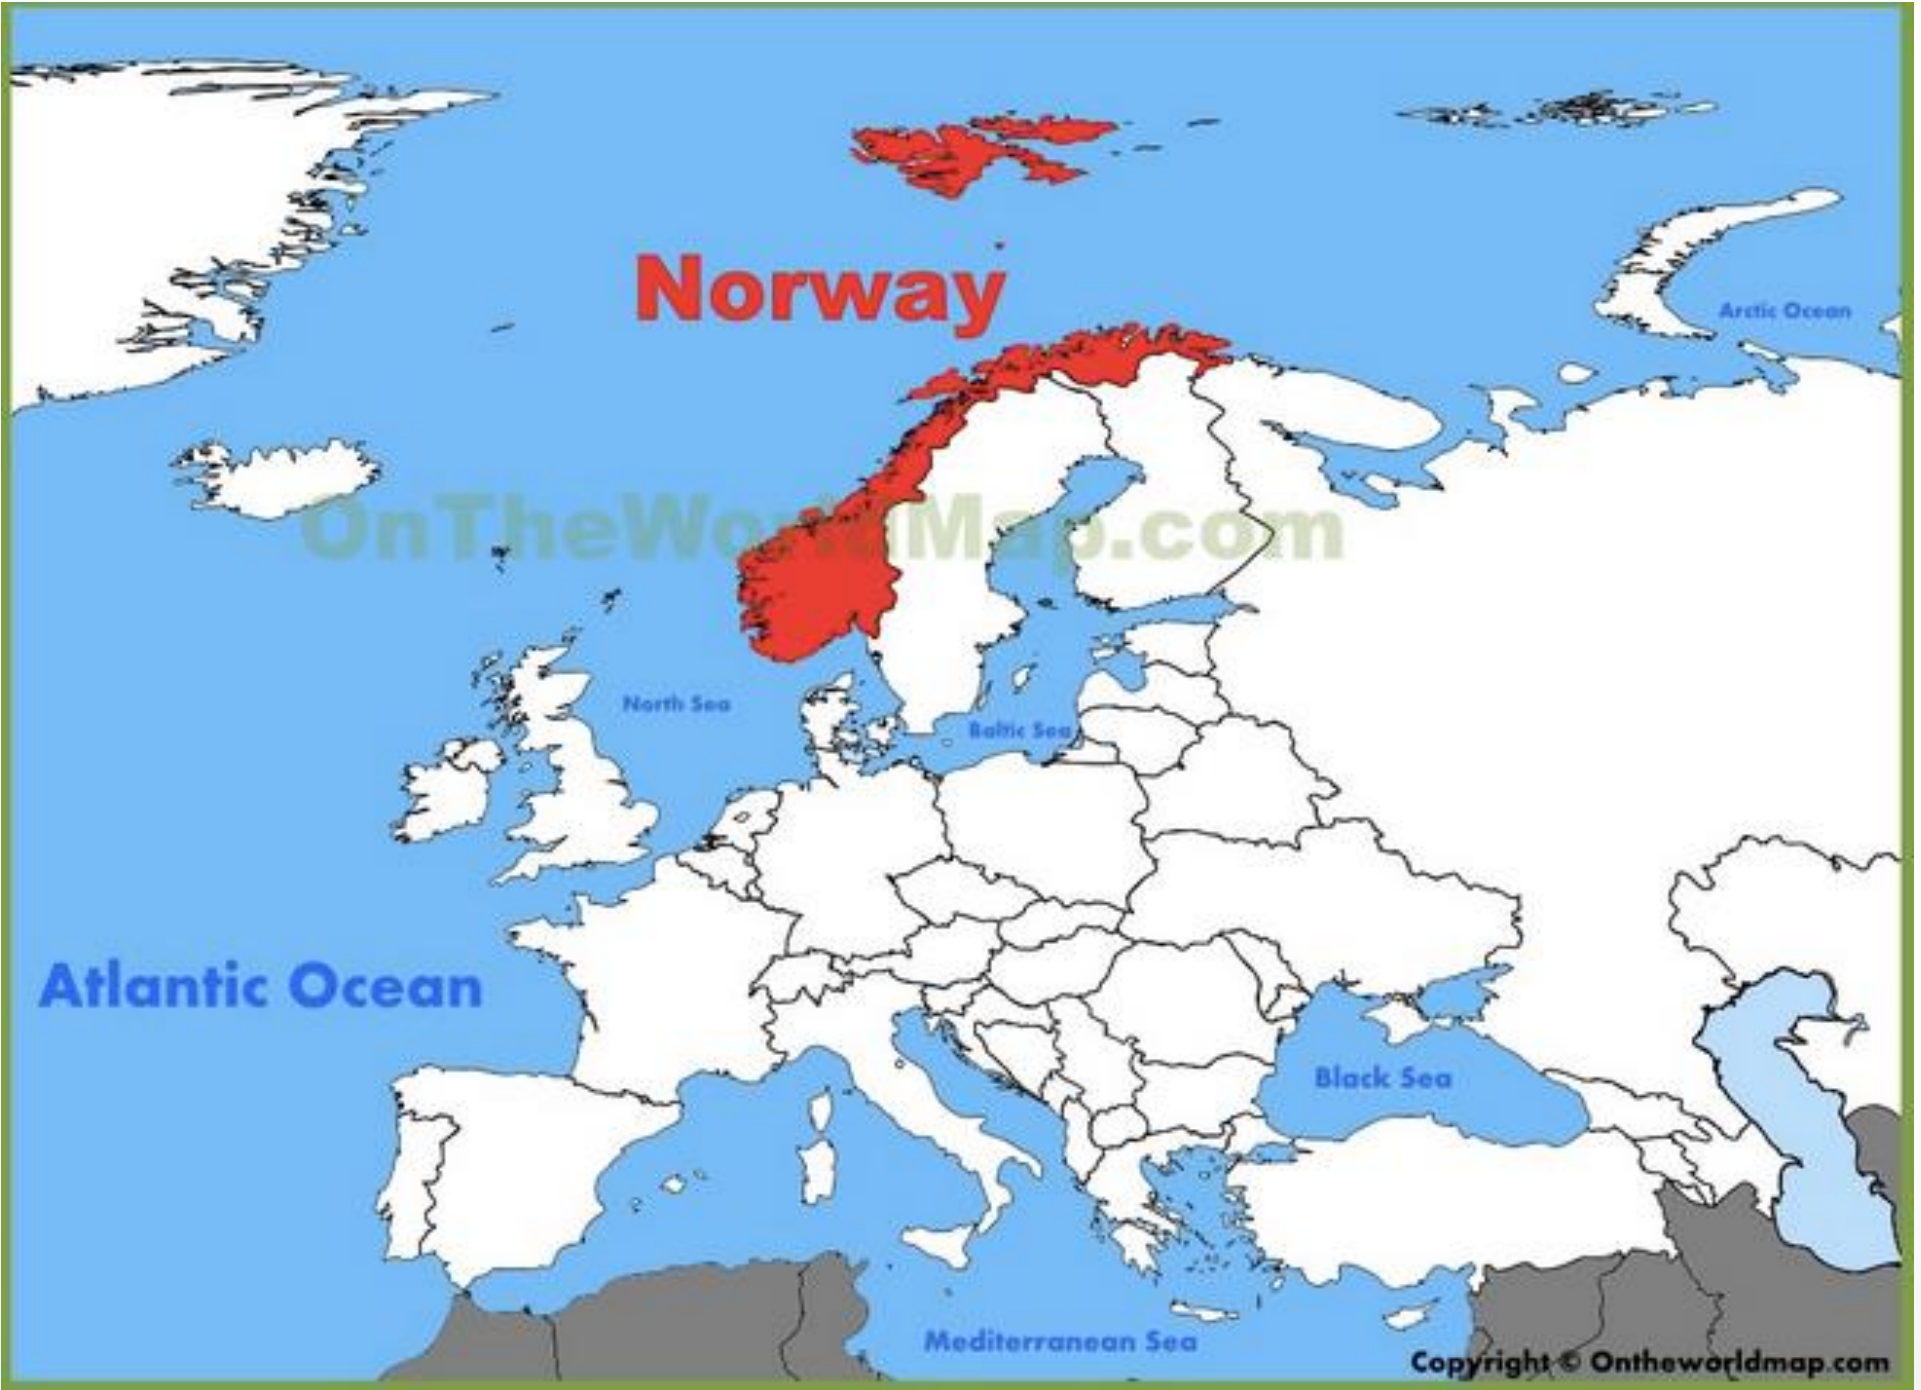 Norway
Arctic Ocean
OnTheWorldMap.com
North Sea
Baltic Sea
Atlantic Ocean
Black Sea
Mediterranean Sea
Copyright © Ontheworldmap.com